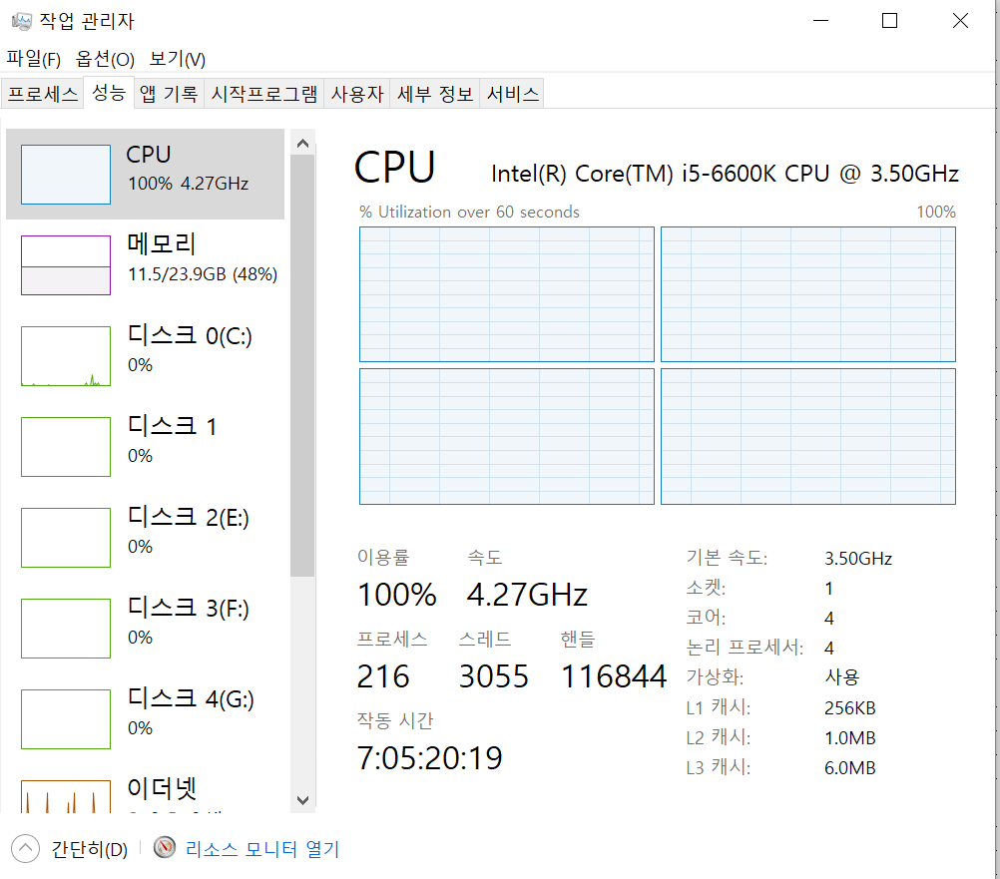 작업 관리자
파일(F) 옵션(O) 보기(V)
프로세스 성능 앱 기록 시작프로그램 사용자 세부 정보 서비스
CPU
100% 4.27GHz
메모리
11.5/23.9GB (48%)
디스크 0(C:)
0%
디스크 1
0%
디스크 2(E:)
0%
디스크 3(F:)
0%
디스크 4(G:)
0%
이더넷
CPU Intel(R) Core(TM) i5-6600K CPU @ 3.50GHz
% Utilization over 60 seconds 100%
이용률 속도
100% 4.27GHz
프로세스 스레드 핸들
216 3055 116844
작동 시간
7:05:20:19
기본 속도: 3.50GHz
소켓: 1
코어: 4
논리 프로세서: 4
가상화: 사용
L1 캐시: 256KB
L2 캐시: 1.0MB
L3 캐시: 6.0MB
간단히(D) 리소스 모니터 열기